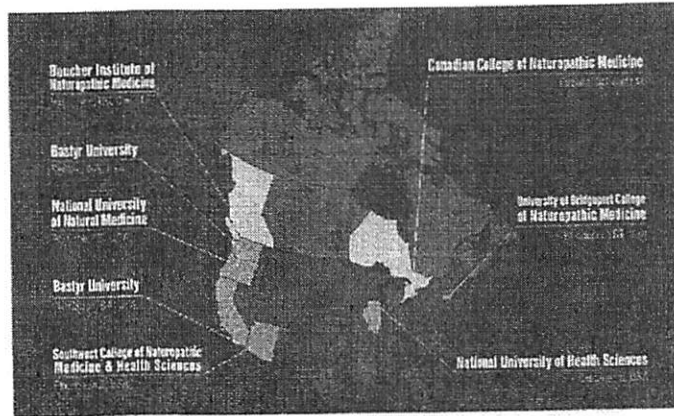 Boucher Institute of
Naturopathic Medicine
Bastyr University
National University
of Natural Medicine
Bastyr University
Southwest College of Naturopathic
Medicine & Health Sciences
Canadian College of Naturopathic Medicine
University of Bridgeport College
of Naturopathic Medicine
National University of Health Sciences